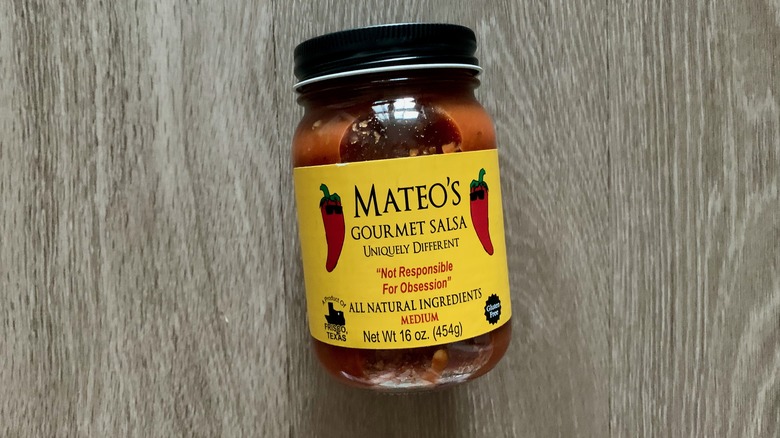 MATEO'S
GOURMET SALSA
UNIQUELY DIFFERENT
"Not Responsible
For Obsession"
A Product Of
FRISCO,
TEXAS
ALL NATURAL INGREDIENTS
MEDIUM
Net Wt 16 oz. (454g)
Gluten
Free